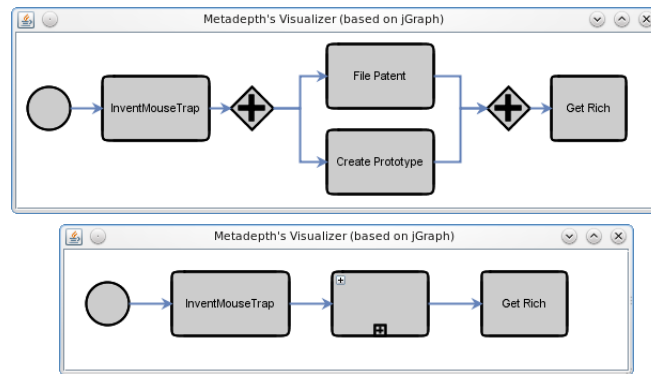 Metadepth's Visualizer (based on jGraph)
File Patent
InventMouseTrap
Get Rich
Create Prototype
Metadepth's Visualizer (based on jGraph)
InventMouseTrap
Get Rich